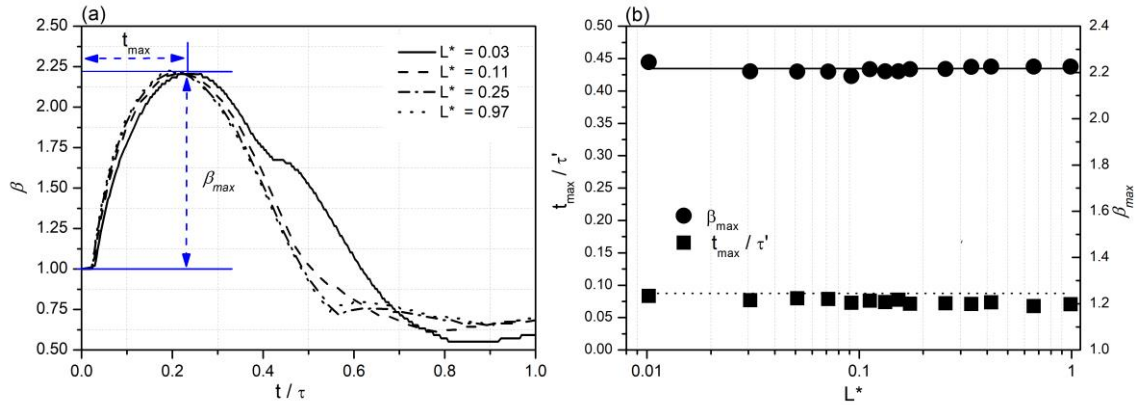 (a)
2.50
2.25
2.00
1.75
1.50
1.25
1.00
0.75
0.50
β
t_max
β_max
L* = 0.03
L* = 0.11
L* = 0.25
L* = 0.97
0.0 0.2 0.4 0.6 0.8 1.0
t / τ
(b)
0.50
0.45
0.40
0.35
0.30
0.25
0.20
0.15
0.10
0.05
0.00
t_max / τ'
β_max
t_max / τ'
2.4
2.2
2.0
1.8
1.6
1.4
1.2
1.0
β_max
0.01 0.1 1
L*